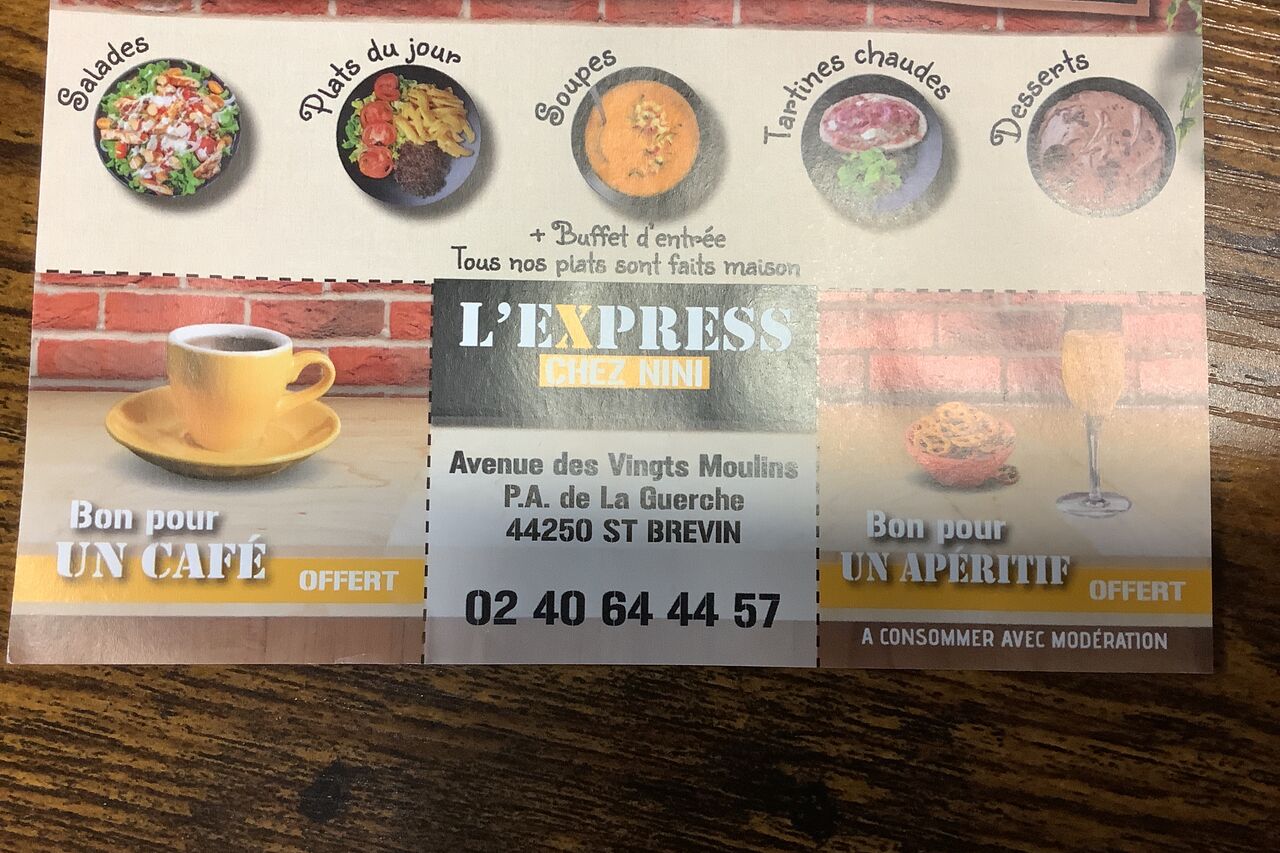 Salades
Plats du jour
Soupes
Tartines chaudes
Desserts
+ Buffet d'entrée
Tous nos plats sont faits maison
L'EXPRESS
CHEZ NINI
Avenue des Vingts Moulins
P.A. de La Guerche
44250 ST BREVIN
02 40 64 44 57
Bon pour
UN CAFÉ OFFERT
Bon pour
UN APÉRITIF OFFERT
A CONSOMMER AVEC MODÉRATION